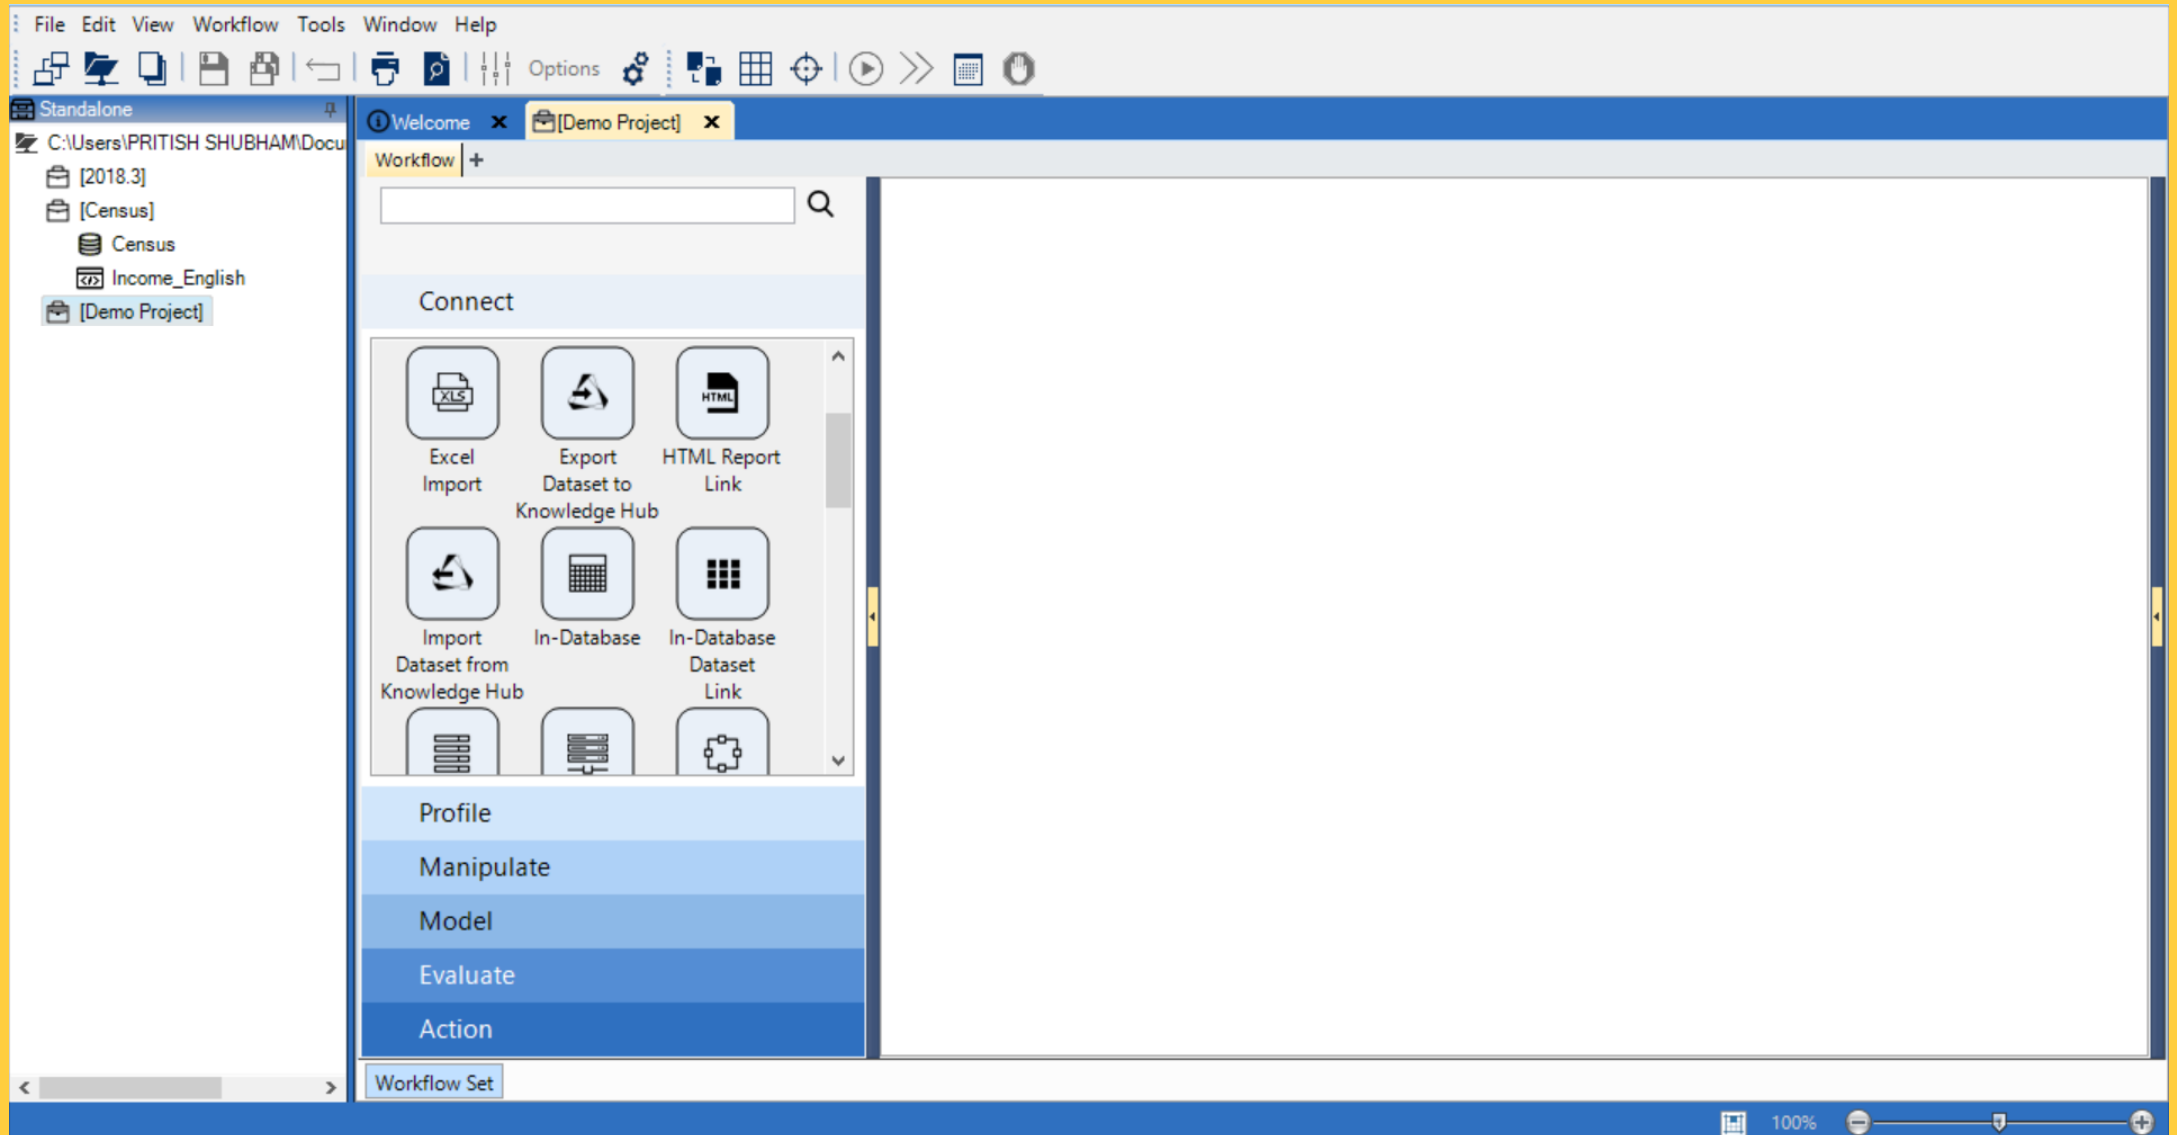 File Edit View Workflow Tools Window Help
Options
Standalone
C:\Users\PRITISH SHUBHAM\Docu
[2018.3]
[Census]
Census
Income_English
[Demo Project]
Welcome
[Demo Project]
Workflow +
Connect
XLS
HTML
Excel
Import
Export
Dataset to
Knowledge Hub
HTML Report
Link
Import
Dataset from
Knowledge Hub
In-Database
In-Database
Dataset
Link
Profile
Manipulate
Model
Evaluate
Action
Workflow Set
100%